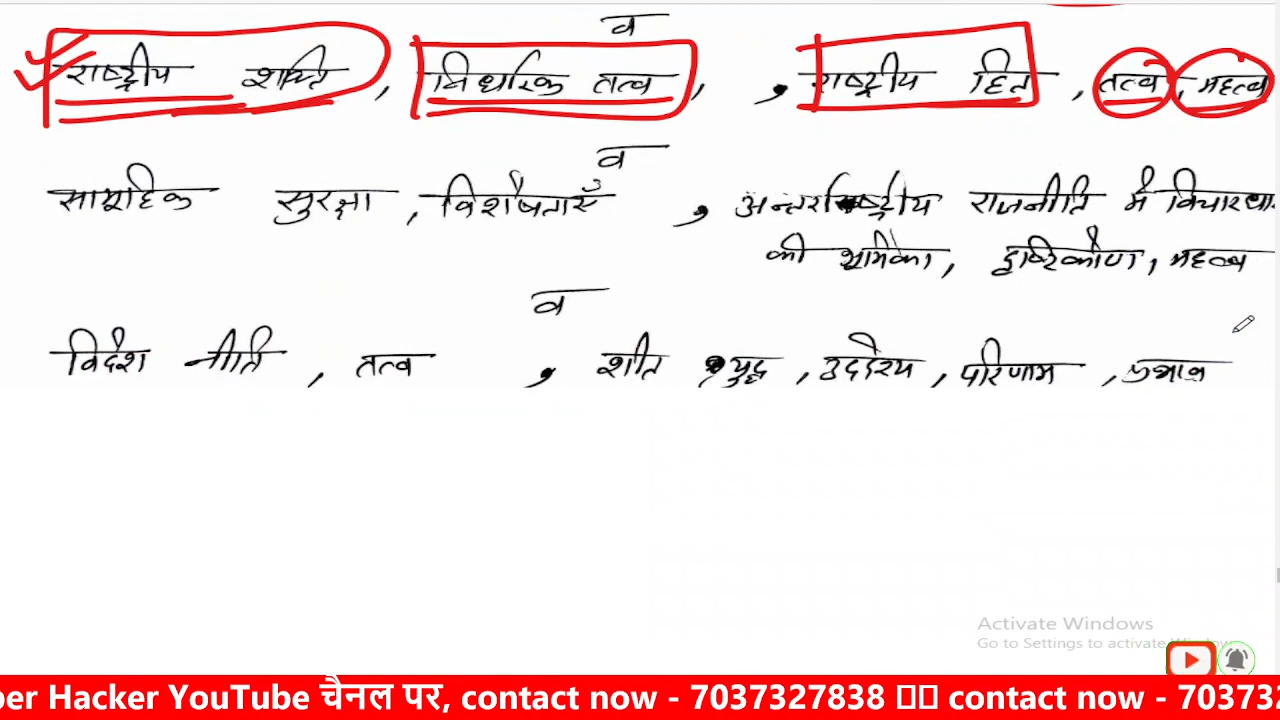 व
राष्ट्रीय शक्ति , निर्धारक तत्व , , राष्ट्रीय हित , तत्व , महत्व
व
सामूहिक सुरक्षा , विशेषताएँ , अन्तर्राष्ट्रीय राजनीति में विचारधा
की भूमिका , दृष्टिकोण , महत्व
व
विदेश नीति , तत्व , शीत युद्ध , उद्देश्य , परिणाम , प्रभाव
Activate Windows
Go to Settings to activate Windows.
per Hacker YouTube चैनल पर, contact now - 7037327838 contact now - 70373